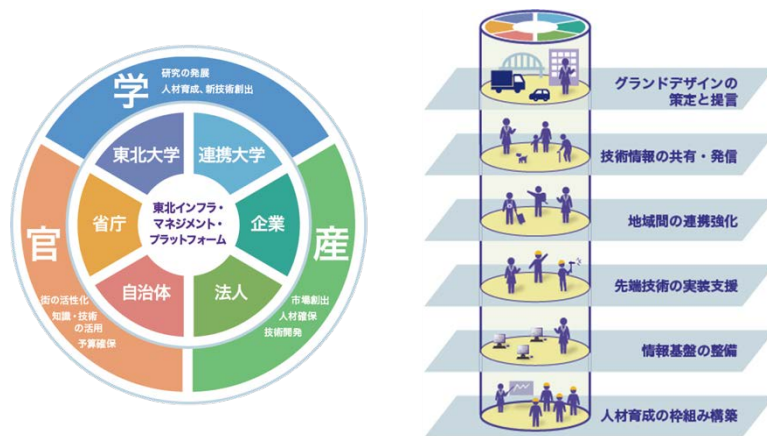 学
研究の発展
人材育成、新技術創出
東北大学
連携大学
省庁
東北インフラ・
マネジメント・
プラットフォーム
企業
官
産
自治体
法人
街の活性化
知識・技術
の活用
予算確保
市場創出
人材確保
技術開発
グランドデザインの
策定と提言
技術情報の共有・発信
地域間の連携強化
先端技術の実装支援
情報基盤の整備
人材育成の枠組み構築